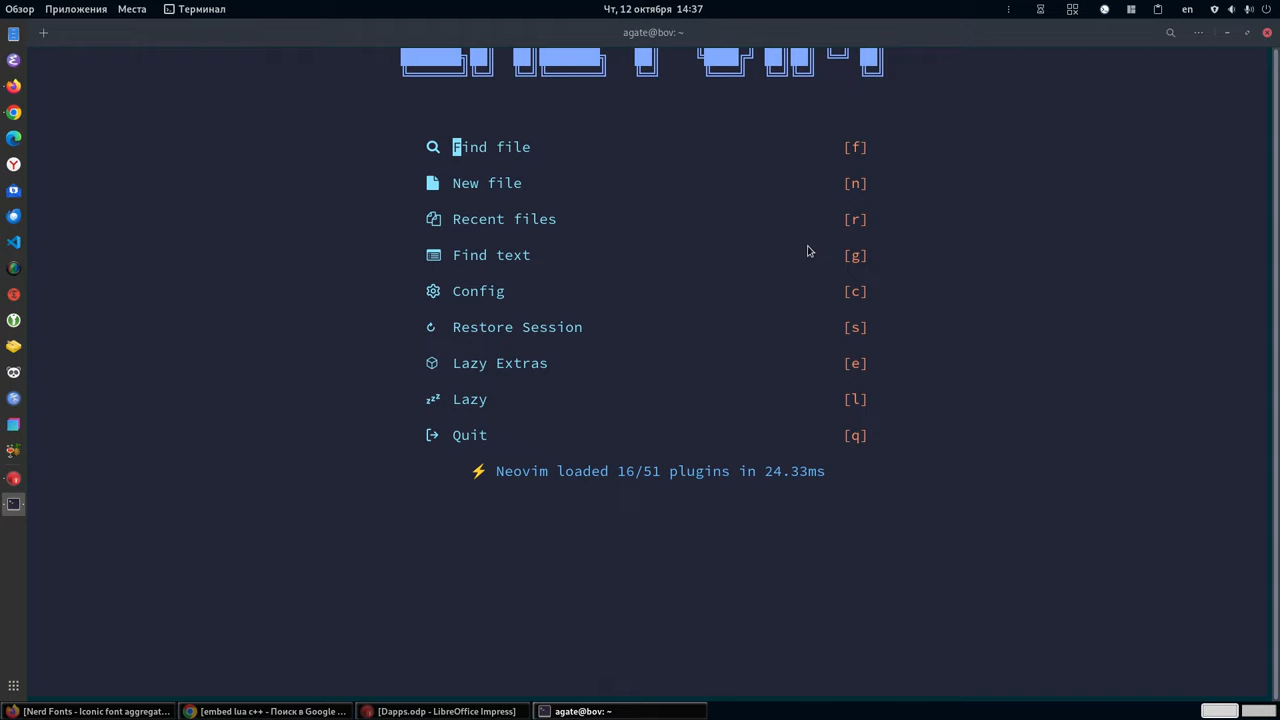 Обзор Приложения Места Терминал Чт, 12 октября 14:37 en
agate@bov: ~
Find file [f]
New file [n]
Recent files [r]
Find text [g]
Config [c]
Restore Session [s]
Lazy Extras [e]
zzz Lazy [l]
Quit [q]
⚡ Neovim loaded 16/51 plugins in 24.33ms
[Nerd Fonts - Iconic font aggregat... [embed lua c++ - Поиск в Google ... [Dapps.odp - LibreOffice Impress] agate@bov: ~